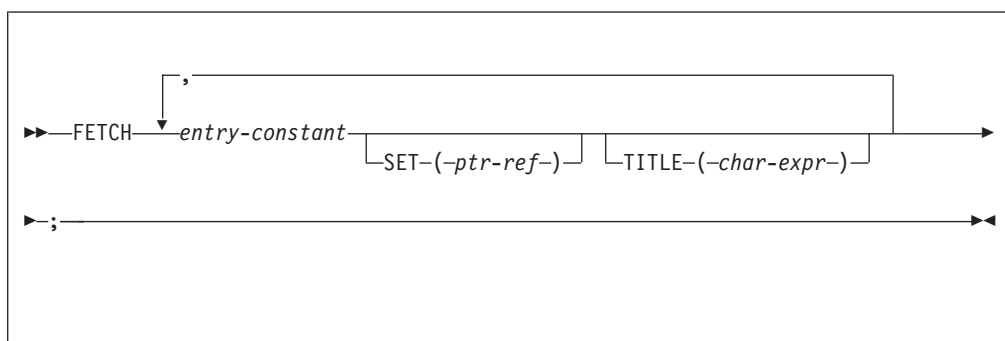 ,
FETCH entry-constant
SET ( ptr-ref ) TITLE ( char-expr )
;